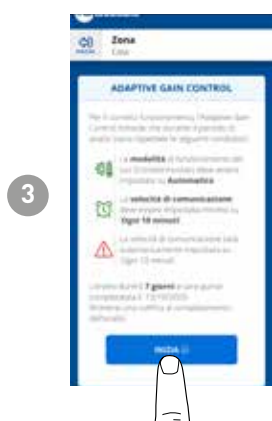 Zona
Casa
ADAPTIVE GAIN CONTROL
Per il corretto funzionamento, l'Adaptive Gain
Control richiede che durante il periodo di
analisi siano rispettate le seguenti condizioni:
La modalità di funzionamento del
deve essere
impostata su Automatico
La velocità di comunicazione
deve essere impostata minimo su
'Ogni 10 minuti'
La velocità di comunicazione sarà
automaticamente impostata su
'Ogni 10 minuti'
L'analisi durerà 7 giorni e sarà quindi
completata il
Riceverai una notifica al completamento
dell'analisi.
INIZIA
3